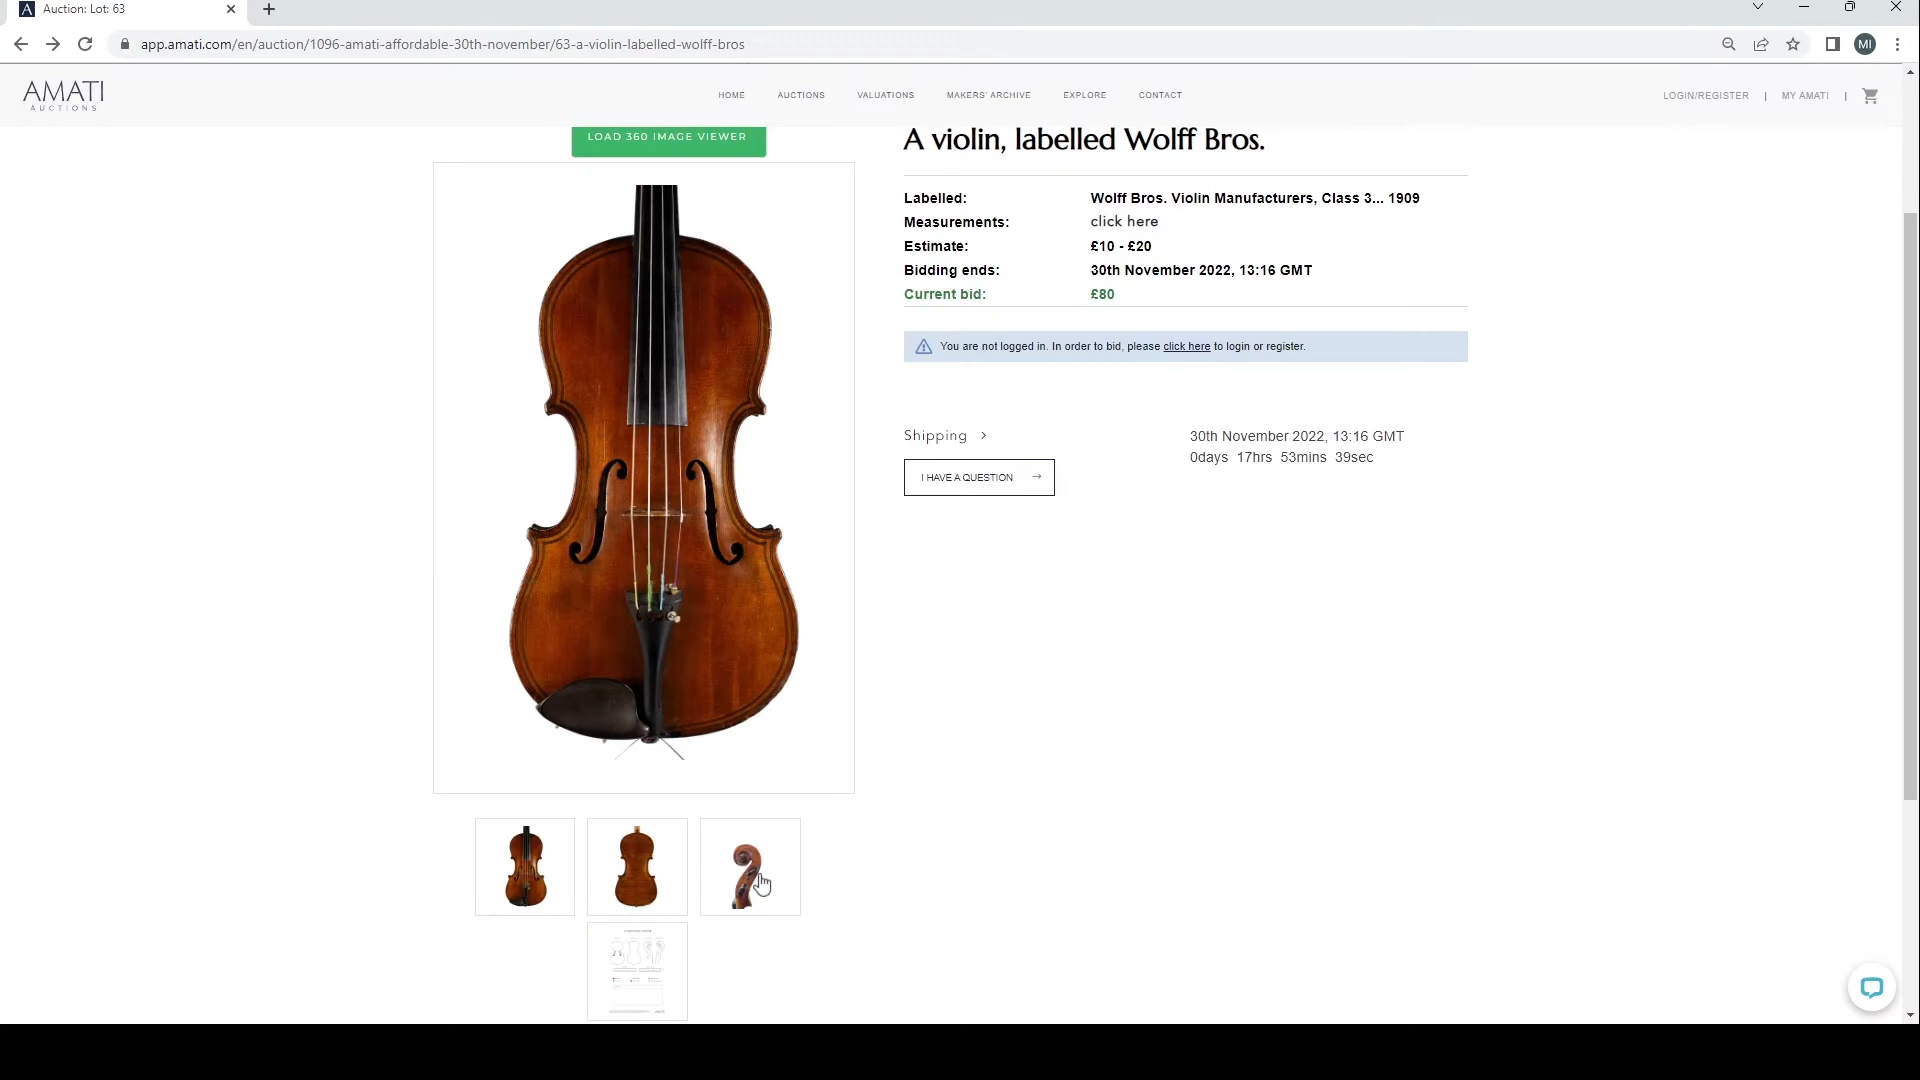 Auction: Lot: 63
app.amati.com/en/auction/1096-amati-affordable-30th-november/63-a-violin-labelled-wolff-bros
MI
AMATI
AUCTIONS
HOME
AUCTIONS
VALUATIONS
MAKERS' ARCHIVE
EXPLORE
CONTACT
LOGIN/REGISTER | MY AMATI |
LOAD 360 IMAGE VIEWER
A violin, labelled Wolff Bros.
Labelled: Wolff Bros. Violin Manufacturers, Class 3... 1909
Measurements: click here
Estimate: £10 - £20
Bidding ends: 30th November 2022, 13:16 GMT
Current bid: £80
You are not logged in. In order to bid, please click here to login or register.
Shipping >
30th November 2022, 13:16 GMT
0days 17hrs 53mins 39sec
I HAVE A QUESTION →